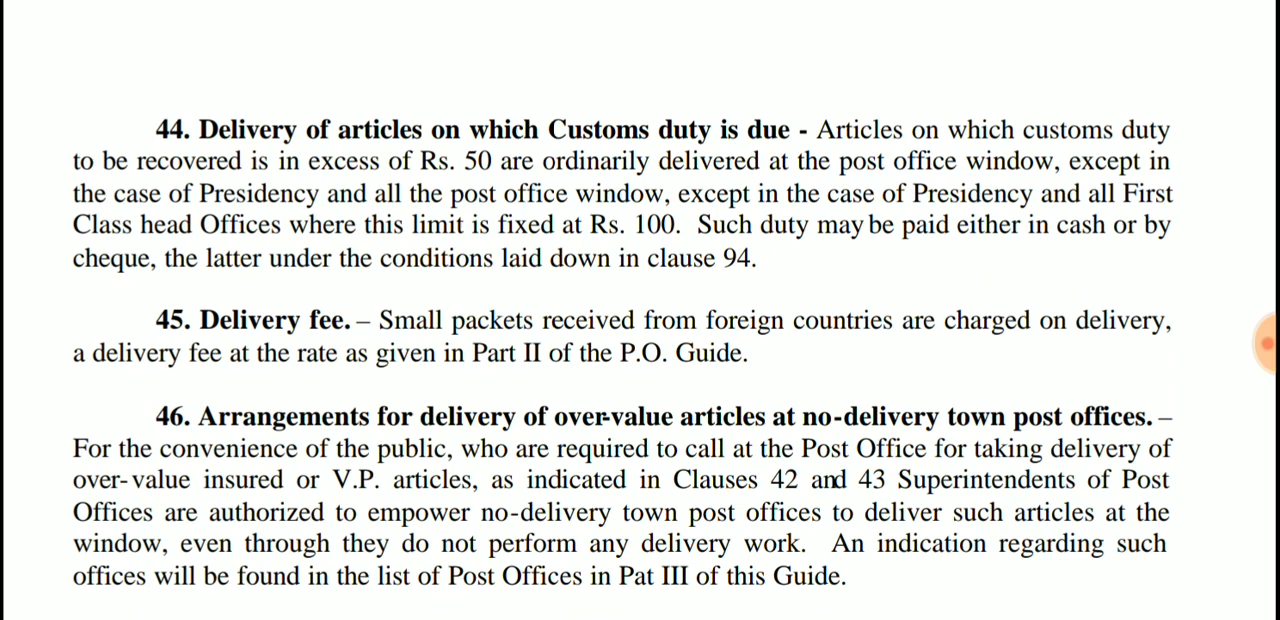 44. Delivery of articles on which Customs duty is due - Articles on which customs duty
to be recovered is in excess of Rs. 50 are ordinarily delivered at the post office window, except in
the case of Presidency and all the post office window, except in the case of Presidency and all First
Class head Offices where this limit is fixed at Rs. 100. Such duty may be paid either in cash or by
cheque, the latter under the conditions laid down in clause 94.
45. Delivery fee. – Small packets received from foreign countries are charged on delivery,
a delivery fee at the rate as given in Part II of the P.O. Guide.
46. Arrangements for delivery of over-value articles at no-delivery town post offices. –
For the convenience of the public, who are required to call at the Post Office for taking delivery of
over-value insured or V.P. articles, as indicated in Clauses 42 and 43 Superintendents of Post
Offices are authorized to empower no-delivery town post offices to deliver such articles at the
window, even through they do not perform any delivery work. An indication regarding such
offices will be found in the list of Post Offices in Pat III of this Guide.